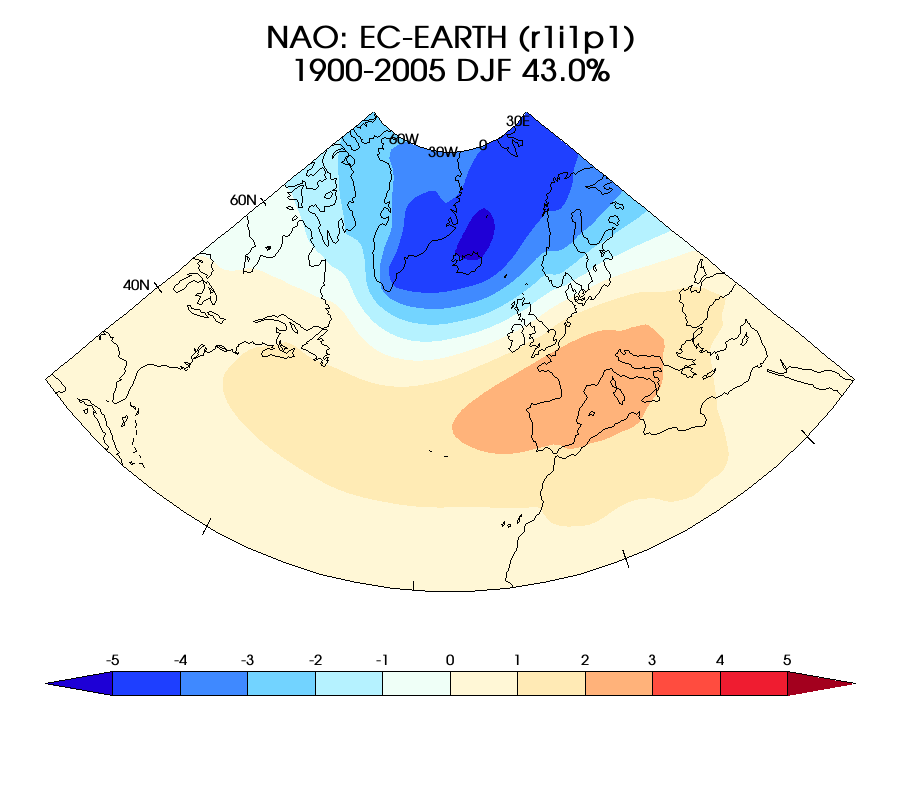 NAO: EC-EARTH (r1i1p1)
1900-2005 DJF 43.0%
30E
60W
0
30W
60N
40N
-5 -4 -3 -2 -1 0 1 2 3 4 5